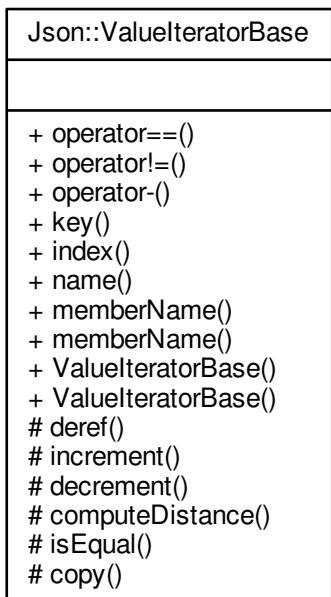 Json::ValueIteratorBase
+ operator==()
+ operator!=()
+ operator-()
+ key()
+ index()
+ name()
+ memberName()
+ memberName()
+ ValueIteratorBase()
+ ValueIteratorBase()
# deref()
# increment()
# decrement()
# computeDistance()
# isEqual()
# copy()